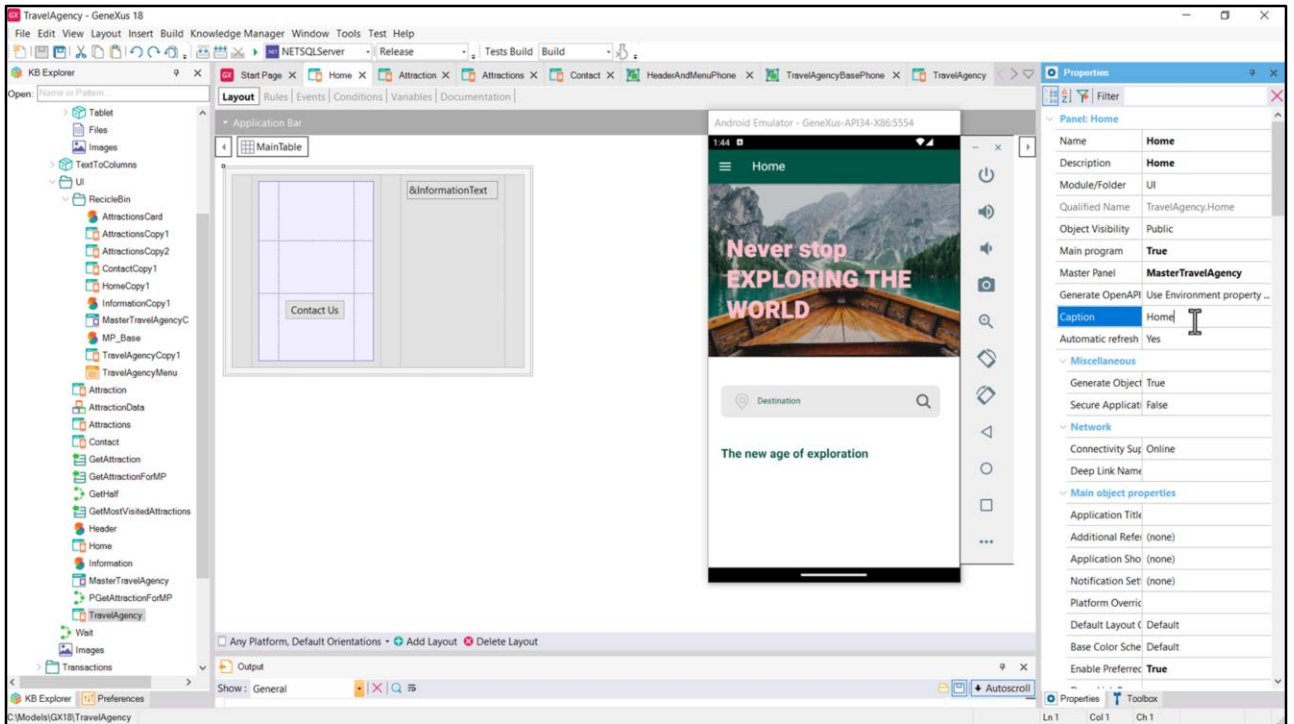 TravelAgency - GeneXus 18
File Edit View Layout Insert Build Knowledge Manager Window Tools Test Help
NETSQLServer Release Tests Build Build
KB Explorer
Open: Name or Pattern...
Tablet
Files
Images
TextToColumns
UI
RecicleBin
AttractionsCard
AttractionsCopy1
AttractionsCopy2
ContactCopy1
HomeCopy1
InformationCopy1
MasterTravelAgencyC
MP_Base
TravelAgencyCopy1
TravelAgencyMenu
Attraction
AttractionData
Attractions
Contact
GetAttraction
GetAttractionForMP
GetHalf
GetMostVisitedAttractions
Header
Home
Information
MasterTravelAgency
PGetAttractionForMP
TravelAgency
Wait
Images
Transactions
KB Explorer Preferences
C:\Models\GX18\TravelAgency
Start Page Home Attraction Attractions Contact HeaderAndMenuPhone TravelAgencyBasePhone TravelAgency
Layout Rules Events Conditions Variables Documentation
Application Bar
MainTable
&InformationText
Contact Us
Any Platform, Default Orientations Add Layout Delete Layout
Output
Show: General
Autoscroll
Android Emulator - GeneXus-API34-X86:5554
1:44
Home
Never stop
EXPLORING THE
WORLD
Destination
The new age of exploration
Properties
Filter
Panel: Home
Name Home
Description Home
Module/Folder UI
Qualified Name TravelAgency.Home
Object Visibility Public
Main program True
Master Panel MasterTravelAgency
Generate OpenAPI Use Environment property ...
Caption Home
Automatic refresh Yes
Miscellaneous
Generate Object True
Secure Applicati False
Network
Connectivity Sup Online
Deep Link Name
Main object properties
Application Title
Additional Refer (none)
Application Sho (none)
Notification Sett (none)
Platform Overric
Default Layout ( Default
Base Color Sche Default
Enable Preferrec True
Properties Toolbox
Ln 1 Col 1 Ch 1